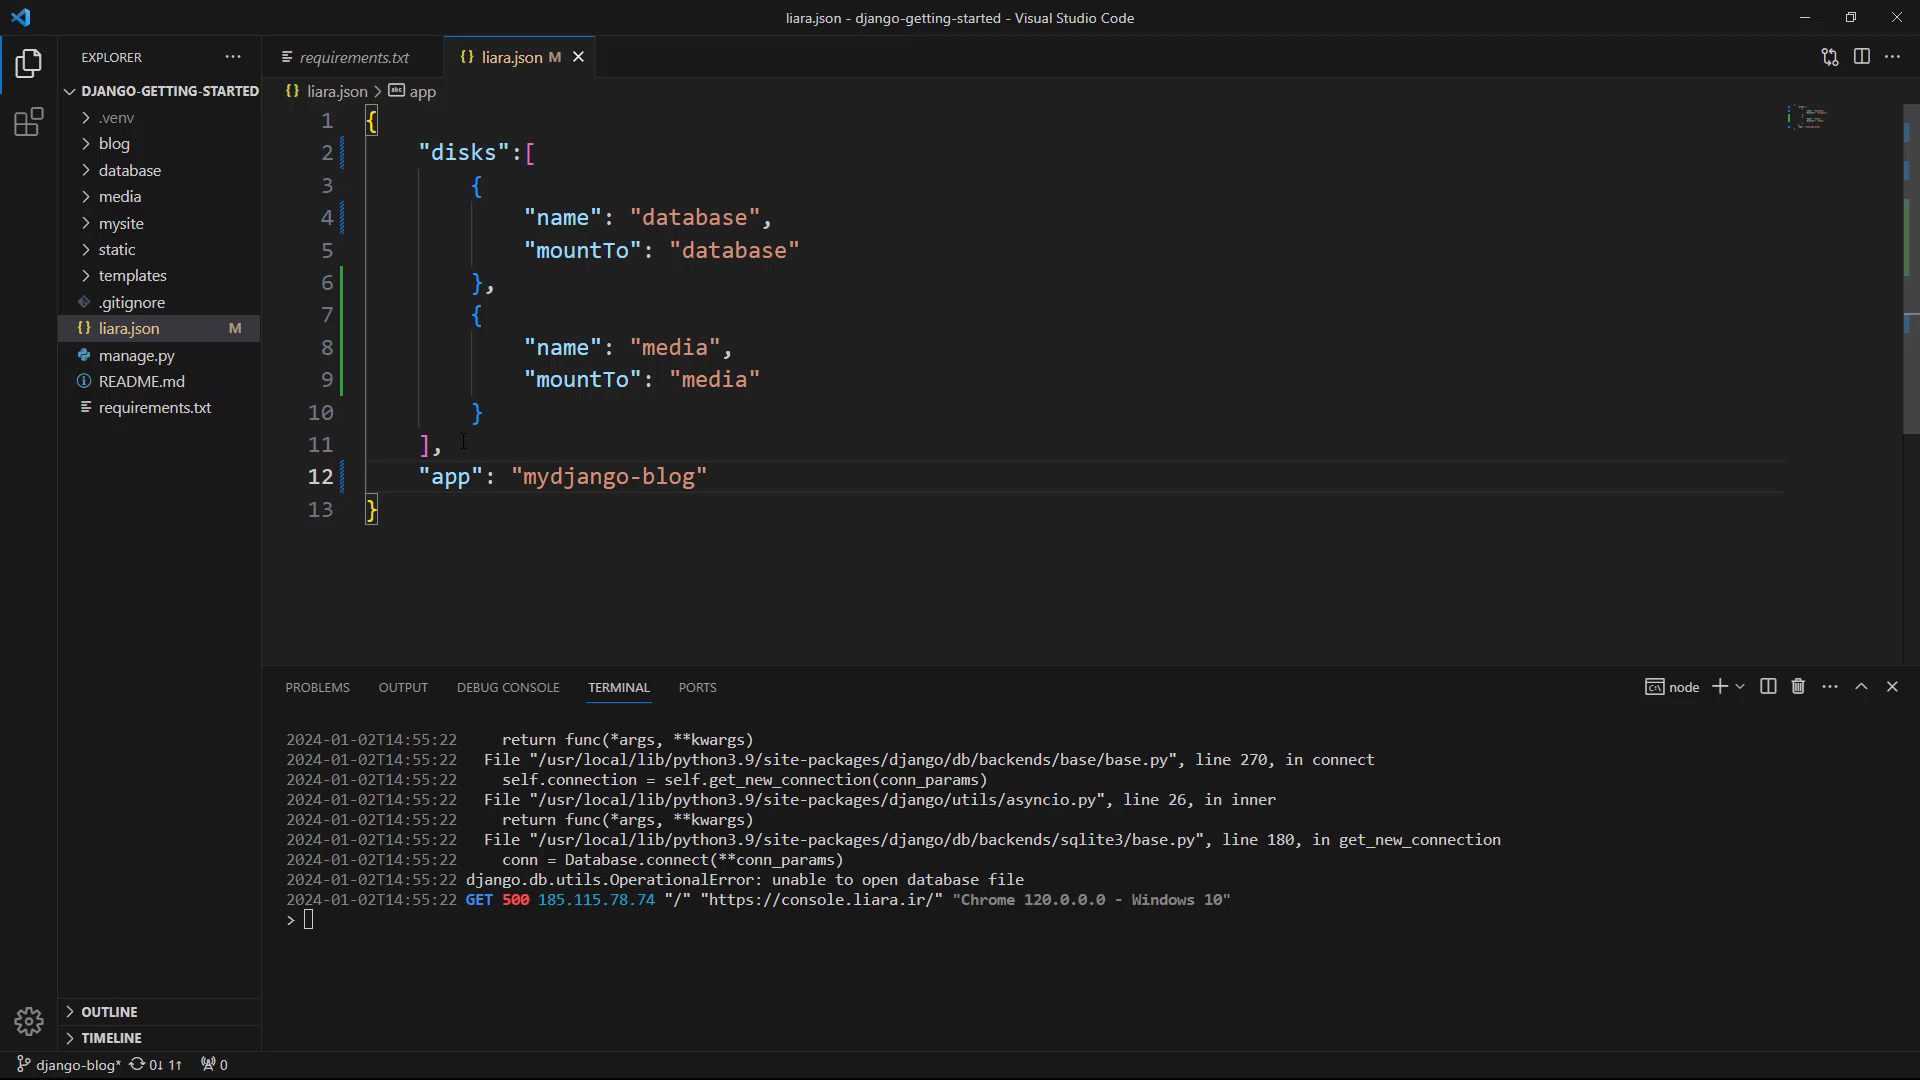 liara.json - django-getting-started - Visual Studio Code
EXPLORER
requirements.txt
liara.json M
DJANGO-GETTING-STARTED
liara.json > app
.venv
blog
database
media
mysite
static
templates
.gitignore
liara.json M
manage.py
README.md
requirements.txt
1 {
2 "disks":[
3 {
4 "name": "database",
5 "mountTo": "database"
6 },
7 {
8 "name": "media",
9 "mountTo": "media"
10 }
11 ],
12 "app": "mydjango-blog"
13 }
PROBLEMS OUTPUT DEBUG CONSOLE TERMINAL PORTS
node
2024-01-02T14:55:22 return func(*args, **kwargs)
2024-01-02T14:55:22 File "/usr/local/lib/python3.9/site-packages/django/db/backends/base/base.py", line 270, in connect
2024-01-02T14:55:22 self.connection = self.get_new_connection(conn_params)
2024-01-02T14:55:22 File "/usr/local/lib/python3.9/site-packages/django/utils/asyncio.py", line 26, in inner
2024-01-02T14:55:22 return func(*args, **kwargs)
2024-01-02T14:55:22 File "/usr/local/lib/python3.9/site-packages/django/db/backends/sqlite3/base.py", line 180, in get_new_connection
2024-01-02T14:55:22 conn = Database.connect(**conn_params)
2024-01-02T14:55:22 django.db.utils.OperationalError: unable to open database file
2024-01-02T14:55:22 GET 500 185.115.78.74 "/" "https://console.liara.ir/" "Chrome 120.0.0.0 - Windows 10"
>
OUTLINE
TIMELINE
django-blog* 0↓ 1↑ 0